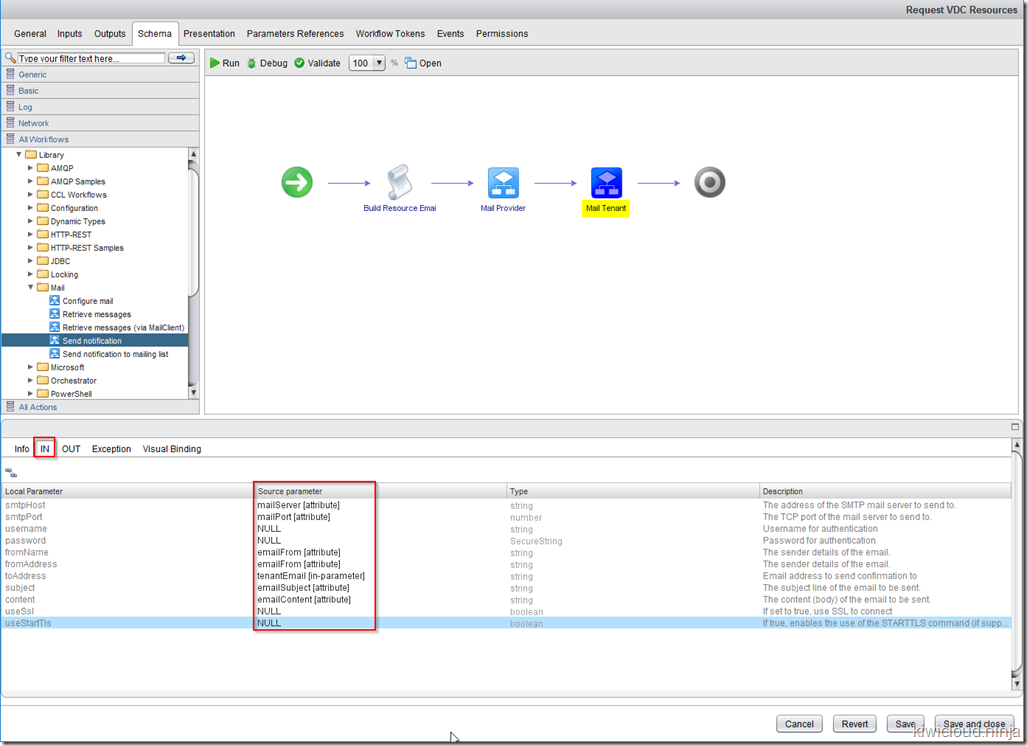 Request VDC Resources
General Inputs Outputs Schema Presentation Parameters References Workflow Tokens Events Permissions
Type your filter text here...
Run Debug Validate 100 % Open
Generic
Basic
Log
Network
All Workflows
Library
AMQP
AMQP Samples
CCL Workflows
Configuration
Dynamic Types
HTTP-REST
HTTP-REST Samples
JDBC
Locking
Mail
Configure mail
Retrieve messages
Retrieve messages (via MailClient)
Send notification
Send notification to mailing list
Microsoft
Orchestrator
PowerShell
All Actions
Build Resource Emai
Mail Provider
Mail Tenant
Info IN OUT Exception Visual Binding
Local Parameter Source parameter Type Description
smtpHost mailServer [attribute] string The address of the SMTP mail server to send to.
smtpPort mailPort [attribute] number The TCP port of the mail server to send to.
username NULL string Username for authentication
password NULL SecureString Password for authentication
fromName emailFrom [attribute] string The sender details of the email.
fromAddress emailFrom [attribute] string The sender details of the email.
toAddress tenantEmail [in-parameter] string Email address to send confirmation to
subject emailSubject [attribute] string The subject line of the email to be sent.
content emailContent [attribute] string The content (body) of the email to be sent.
useSsl NULL boolean If set to true, use SSL to connect
useStartTls NULL boolean If true, enables the use of the STARTTLS command (if supp...
Cancel Revert Save Save and close
kiwicloud.ninja